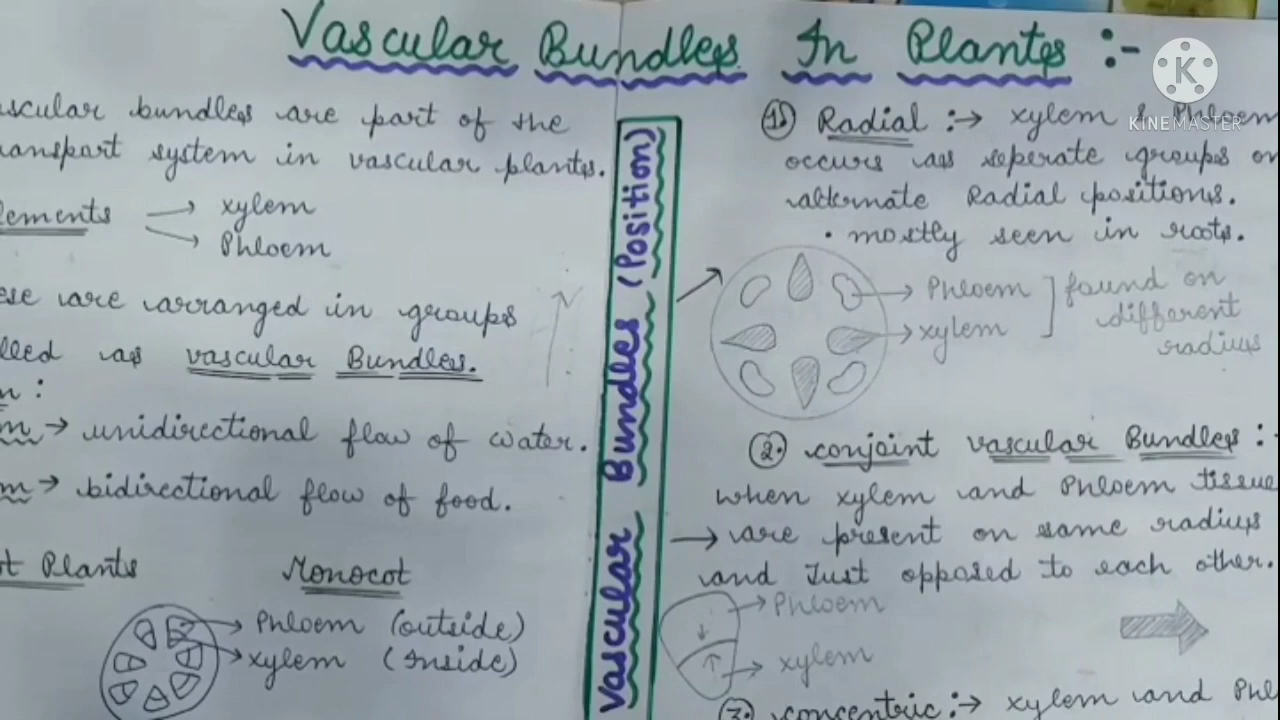 Vascular Bundles In Plants :-
ascular bundles are part of the
ransport system in vascular plants.
lements → xylem
→ Phloem
ese are arranged in groups
lled as vascular Bundles.
n :
m → unidirectional flow of water.
m → bidirectional flow of food.
ot Plants Monocot
→ Phloem (outside)
→ xylem (Inside)
Vascular Bundles (Position)
1) Radial :→ xylem & Phloem
occurs as seperate groups on
alternate Radial positions.
• mostly seen in roots.
→ Phloem ] found on
→ xylem different
radius
2. conjoint vascular Bundles :-
when xylem and Phloem tissue
→ are present on same radius
and Just opposed to each other.
→ Phloem
→ xylem
3. concentric :→ xylem and Phl
K
KINEMASTER